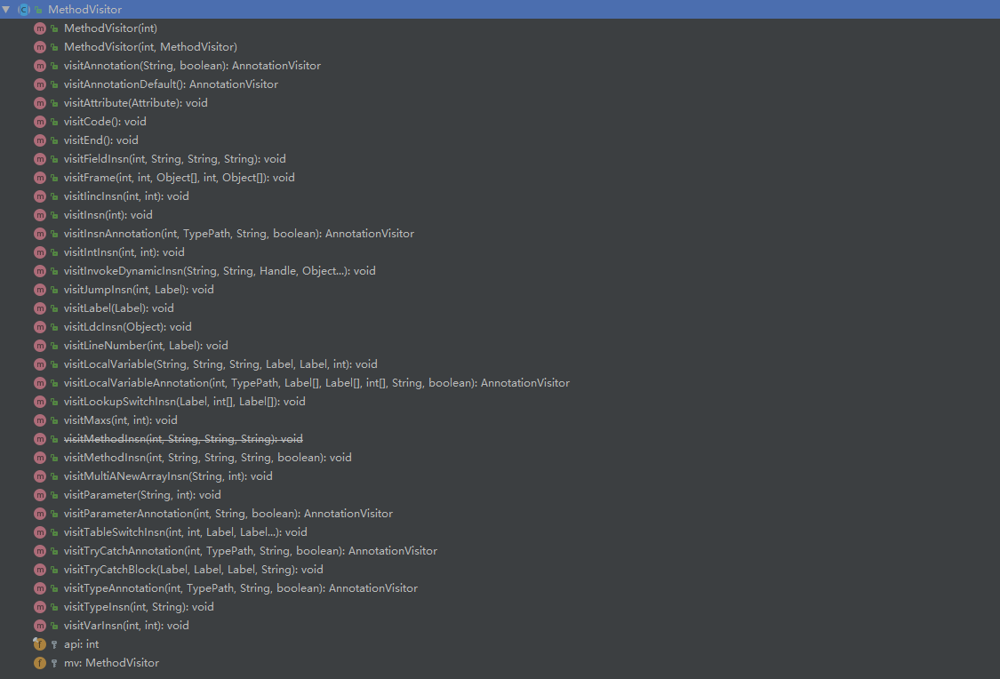 MethodVisitor
MethodVisitor(int)
MethodVisitor(int, MethodVisitor)
visitAnnotation(String, boolean): AnnotationVisitor
visitAnnotationDefault(): AnnotationVisitor
visitAttribute(Attribute): void
visitCode(): void
visitEnd(): void
visitFieldInsn(int, String, String, String): void
visitFrame(int, int, Object[], int, Object[]): void
visitIincInsn(int, int): void
visitInsn(int): void
visitInsnAnnotation(int, TypePath, String, boolean): AnnotationVisitor
visitIntInsn(int, int): void
visitInvokeDynamicInsn(String, String, Handle, Object...): void
visitJumpInsn(int, Label): void
visitLabel(Label): void
visitLdcInsn(Object): void
visitLineNumber(int, Label): void
visitLocalVariable(String, String, String, Label, Label, int): void
visitLocalVariableAnnotation(int, TypePath, Label[], Label[], int[], String, boolean): AnnotationVisitor
visitLookupSwitchInsn(Label, int[], Label[]): void
visitMaxs(int, int): void
visitMethodInsn(int, String, String, String): void
visitMethodInsn(int, String, String, String, boolean): void
visitMultiANewArrayInsn(String, int): void
visitParameter(String, int): void
visitParameterAnnotation(int, String, boolean): AnnotationVisitor
visitTableSwitchInsn(int, int, Label, Label...): void
visitTryCatchAnnotation(int, TypePath, String, boolean): AnnotationVisitor
visitTryCatchBlock(Label, Label, Label, String): void
visitTypeAnnotation(int, TypePath, String, boolean): AnnotationVisitor
visitTypeInsn(int, String): void
visitVarInsn(int, int): void
api: int
mv: MethodVisitor